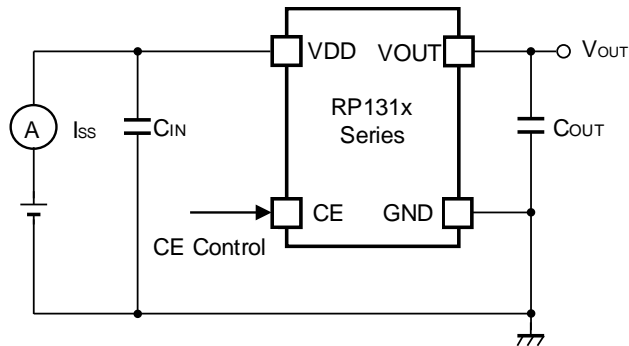 VDD VOUT
VOUT
RP131x
Series
A
ISS
CIN
COUT
CE GND
CE Control